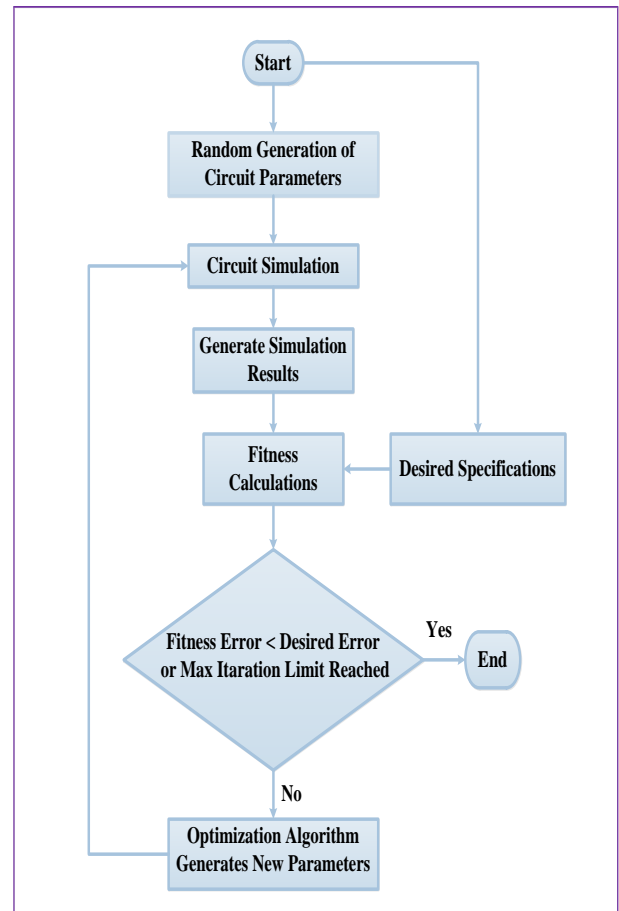 Start
Random Generation of
Circuit Parameters
Circuit Simulation
Generate Simulation
Results
Fitness
Calculations
Desired Specifications
Fitness Error < Desired Error
or Max Itaration Limit Reached
Yes
End
No
Optimization Algorithm
Generates New Parameters